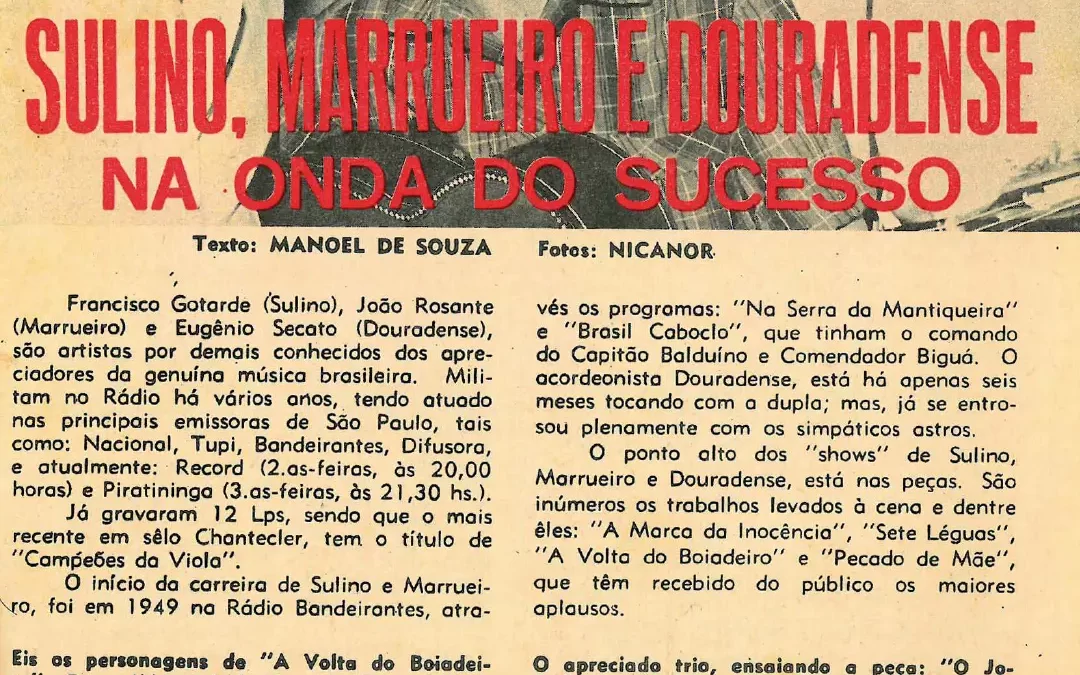 SULINO, MARRUEIRO E DOURADENSE
NA ONDA DO SUCESSO
Texto: MANOEL DE SOUZA
Fotos: NICANOR
Francisco Gotarde (Sulino), João Rosante
(Marrueiro) e Eugênio Secato (Douradense),
são artistas por demais conhecidos dos apre-
ciadores da genuína música brasileira. Mili-
tam no Rádio há vários anos, tendo atuado
nas principais emissoras de São Paulo, tais
como: Nacional, Tupi, Bandeirantes, Difusora,
e atualmente: Record (2.as-feiras, às 20,00
horas) e Piratininga (3.as-feiras, às 21,30 hs.).
Já gravaram 12 Lps, sendo que o mais
recente em sêlo Chantecler, tem o título de
"Campeões da Viola".
O início da carreira de Sulino e Marruei-
ro, foi em 1949 na Rádio Bandeirantes, atra-
vés os programas: "Na Serra da Mantiqueira"
e "Brasil Caboclo", que tinham o comando
do Capitão Balduíno e Comendador Biguá. O
acordeonista Douradense, está há apenas seis
meses tocando com a dupla; mas, já se entro-
sou plenamente com os simpáticos astros.
O ponto alto dos "shows" de Sulino,
Marrueiro e Douradense, está nas peças. São
inúmeros os trabalhos levados à cena e dentre
êles: "A Marca da Inocência", "Sete Léguas",
"A Volta do Boiadeiro" e "Pecado de Mãe",
que têm recebido do público os maiores
aplausos.
Eis os personagens de "A Volta do Boiadei-
O apreciado trio, ensaiando a peça: "O Jo-